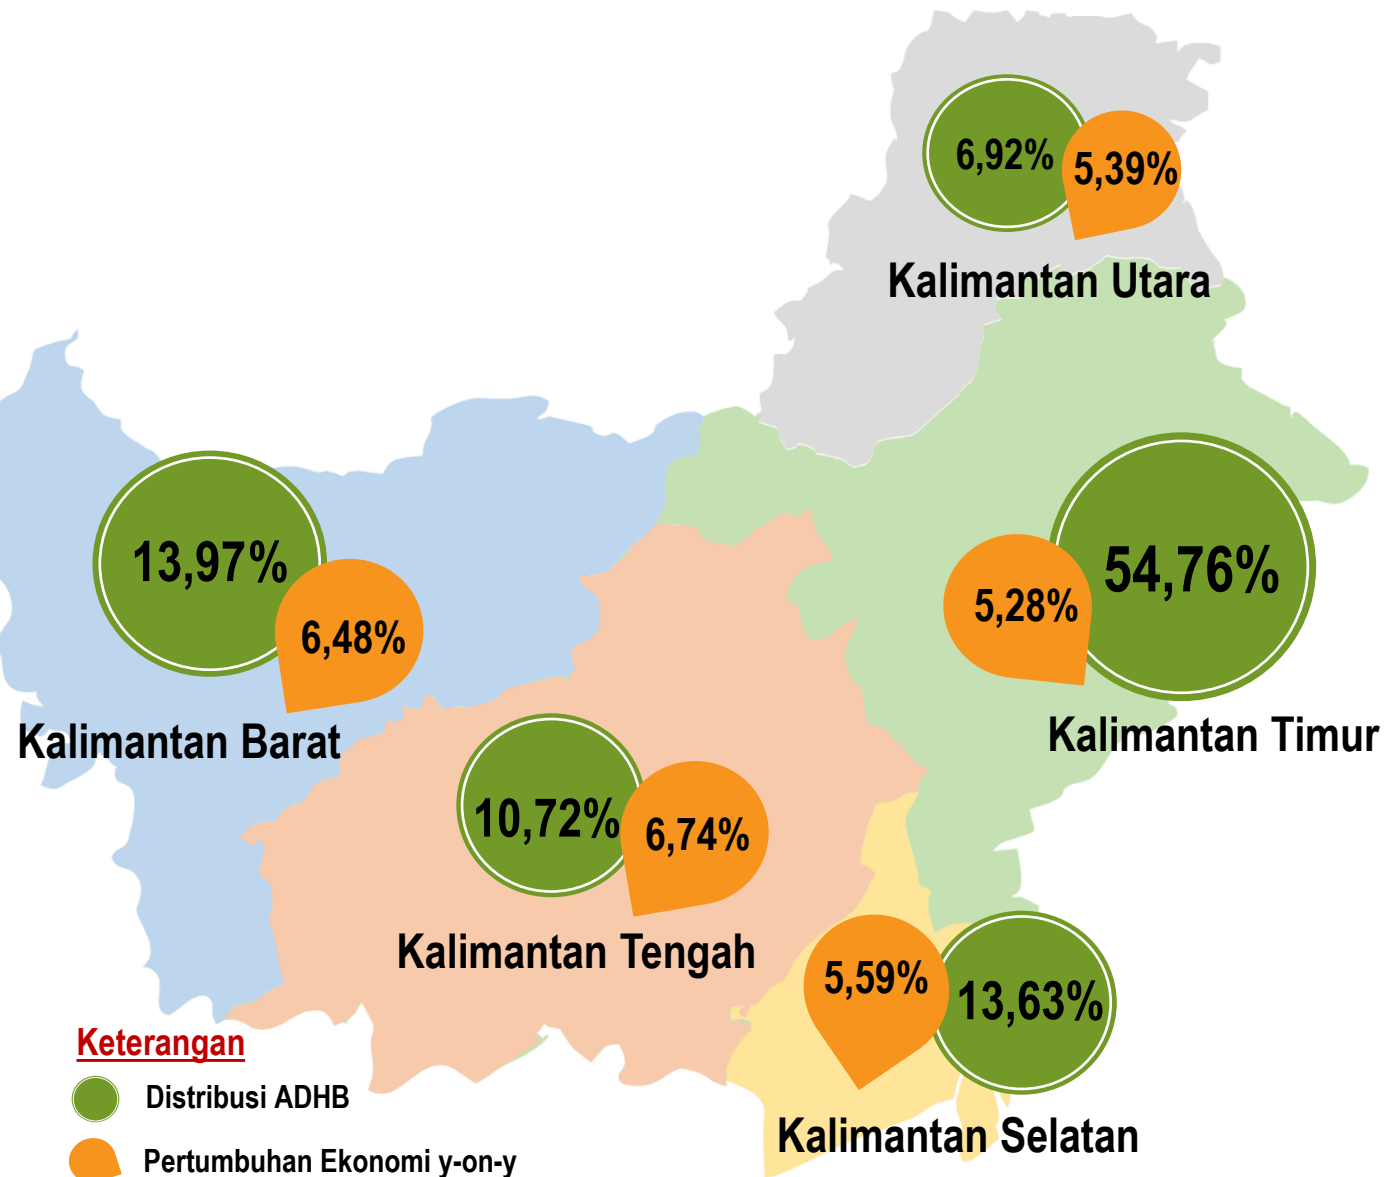 6,92%
5,39%
Kalimantan Utara
13,97%
6,48%
Kalimantan Barat
54,76%
5,28%
Kalimantan Timur
10,72%
6,74%
Kalimantan Tengah
5,59%
13,63%
Kalimantan Selatan
Keterangan
Distribusi ADHB
Pertumbuhan Ekonomi y-on-y